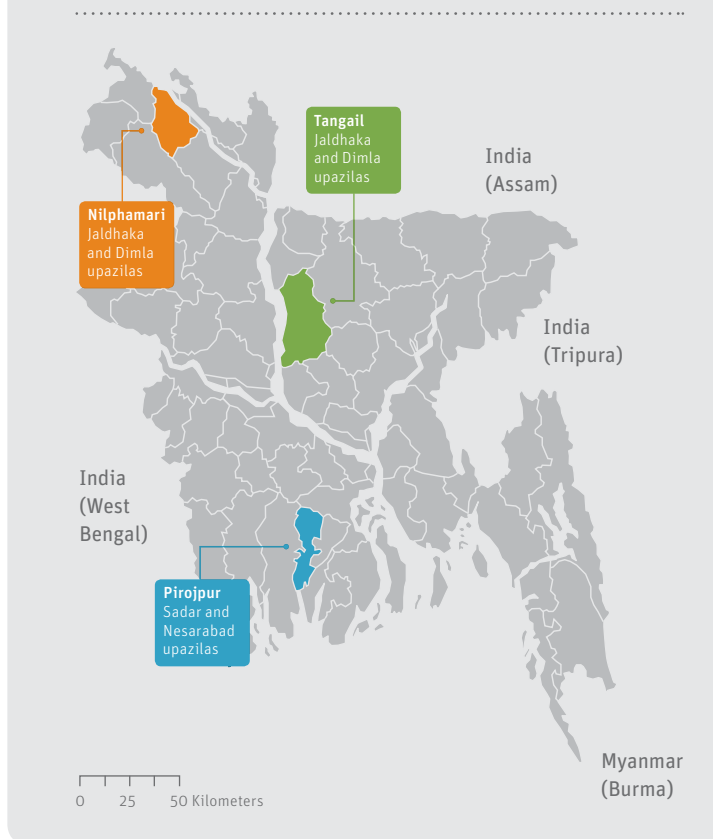 Tangail
Jaldhaka
and Dimla
upazilas
India
(Assam)
Nilphamari
Jaldhaka
and Dimla
upazilas
India
(Tripura)
India
(West
Bengal)
Pirojpur
Sadar and
Nesarabad
upazilas
Myanmar
(Burma)
0 25 50 Kilometers